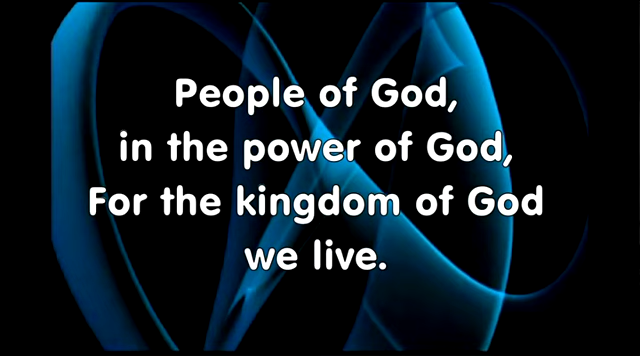 People of God,
in the power of God,
For the kingdom of God
we live.